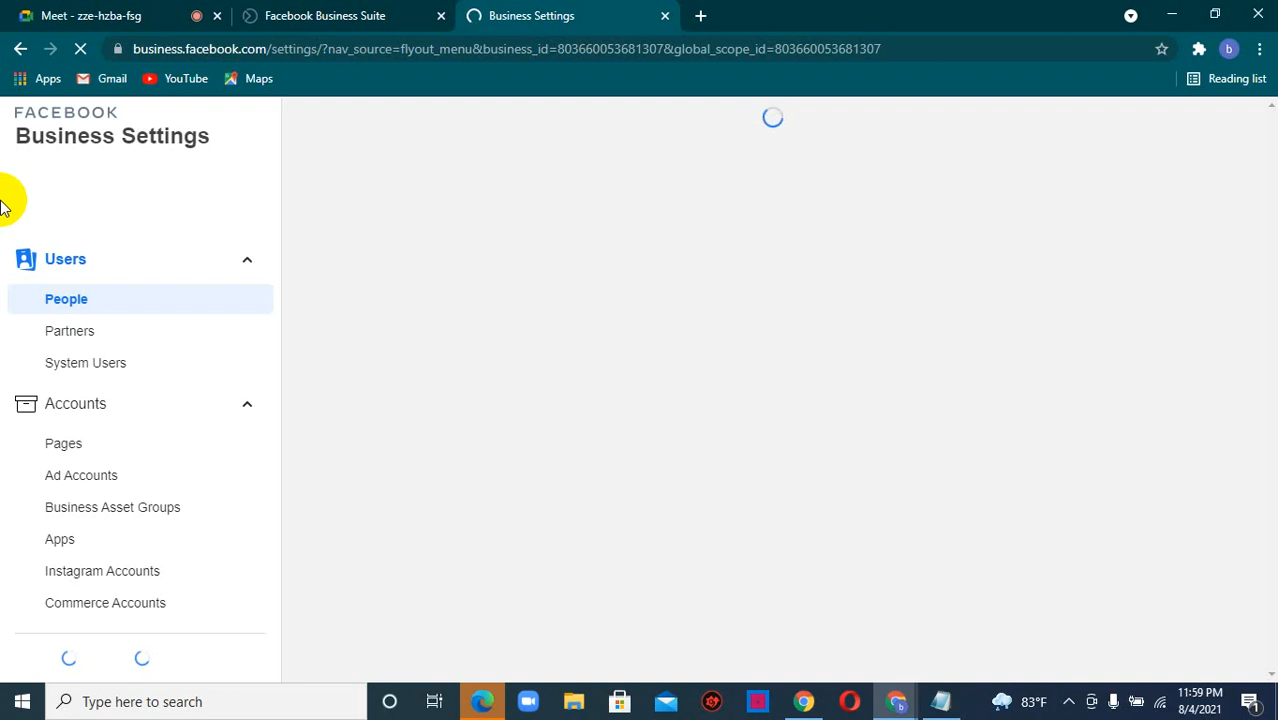 Meet - zze-hzba-fsg
Facebook Business Suite
Business Settings
business.facebook.com/settings/?nav_source=flyout_menu&business_id=803660053681307&global_scope_id=803660053681307
b
Apps
Gmail
YouTube
Maps
Reading list
FACEBOOK
Business Settings
Users
People
Partners
System Users
Accounts
Pages
Ad Accounts
Business Asset Groups
Apps
Instagram Accounts
Commerce Accounts
Type here to search
b
83°F
11:59 PM
8/4/2021
1